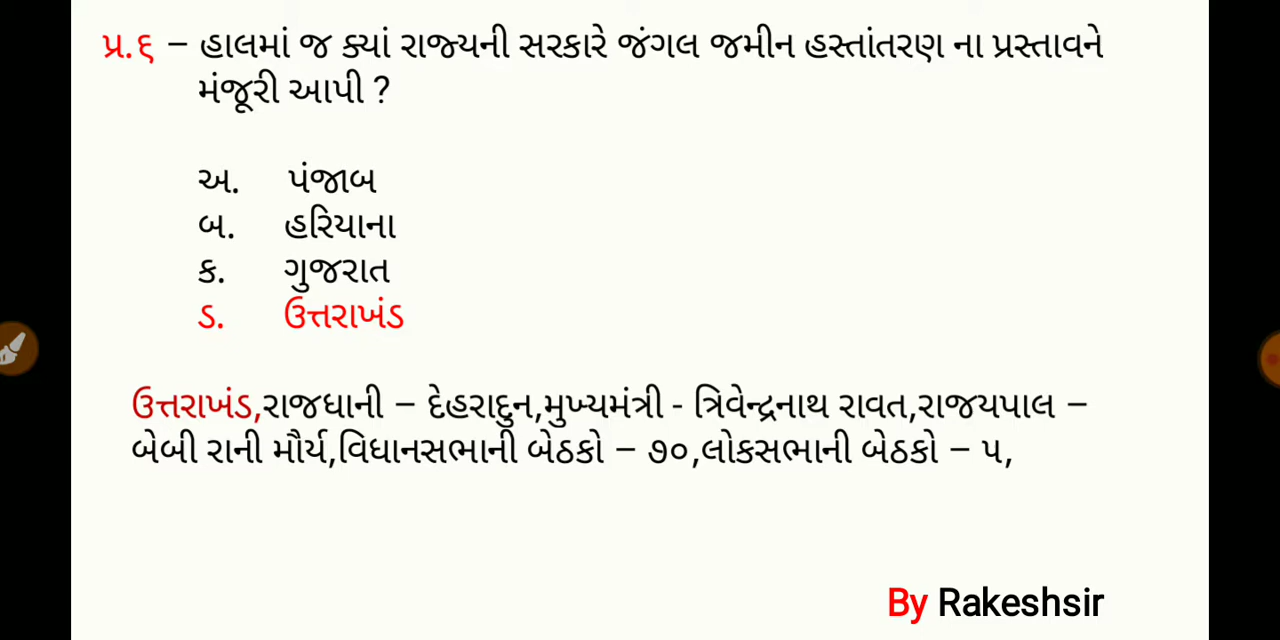 પ્ર.૬ – હાલમાં જ ક્યાં રાજ્યની સરકારે જંગલ જમીન હસ્તાંતરણ ના પ્રસ્તાવને
મંજૂરી આપી ?
અ. પંજાબ
બ. હરિયાના
ક. ગુજરાત
ડ. ઉત્તરાખંડ
ઉત્તરાખંડ,રાજધાની – દેહરાદુન,મુખ્યમંત્રી - ત્રિવેન્દ્રનાથ રાવત,રાજયપાલ –
બેબી રાની મૌર્ય,વિધાનસભાની બેઠકો – ૭૦,લોકસભાની બેઠકો – ૫,
By Rakeshsir